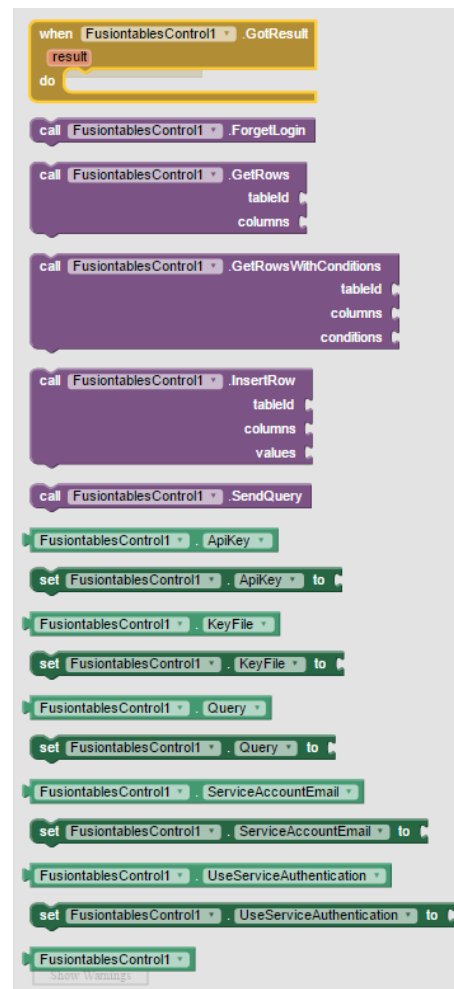 when FusiontablesControl1 .GotResult
result
do
call FusiontablesControl1 .ForgetLogin
call FusiontablesControl1 .GetRows
tableId
columns
call FusiontablesControl1 .GetRowsWithConditions
tableId
columns
conditions
call FusiontablesControl1 .InsertRow
tableId
columns
values
call FusiontablesControl1 .SendQuery
FusiontablesControl1 . ApiKey
set FusiontablesControl1 . ApiKey to
FusiontablesControl1 . KeyFile
set FusiontablesControl1 . KeyFile to
FusiontablesControl1 . Query
set FusiontablesControl1 . Query to
FusiontablesControl1 . ServiceAccountEmail
set FusiontablesControl1 . ServiceAccountEmail to
FusiontablesControl1 . UseServiceAuthentication
set FusiontablesControl1 . UseServiceAuthentication to
FusiontablesControl1
Show Warnings